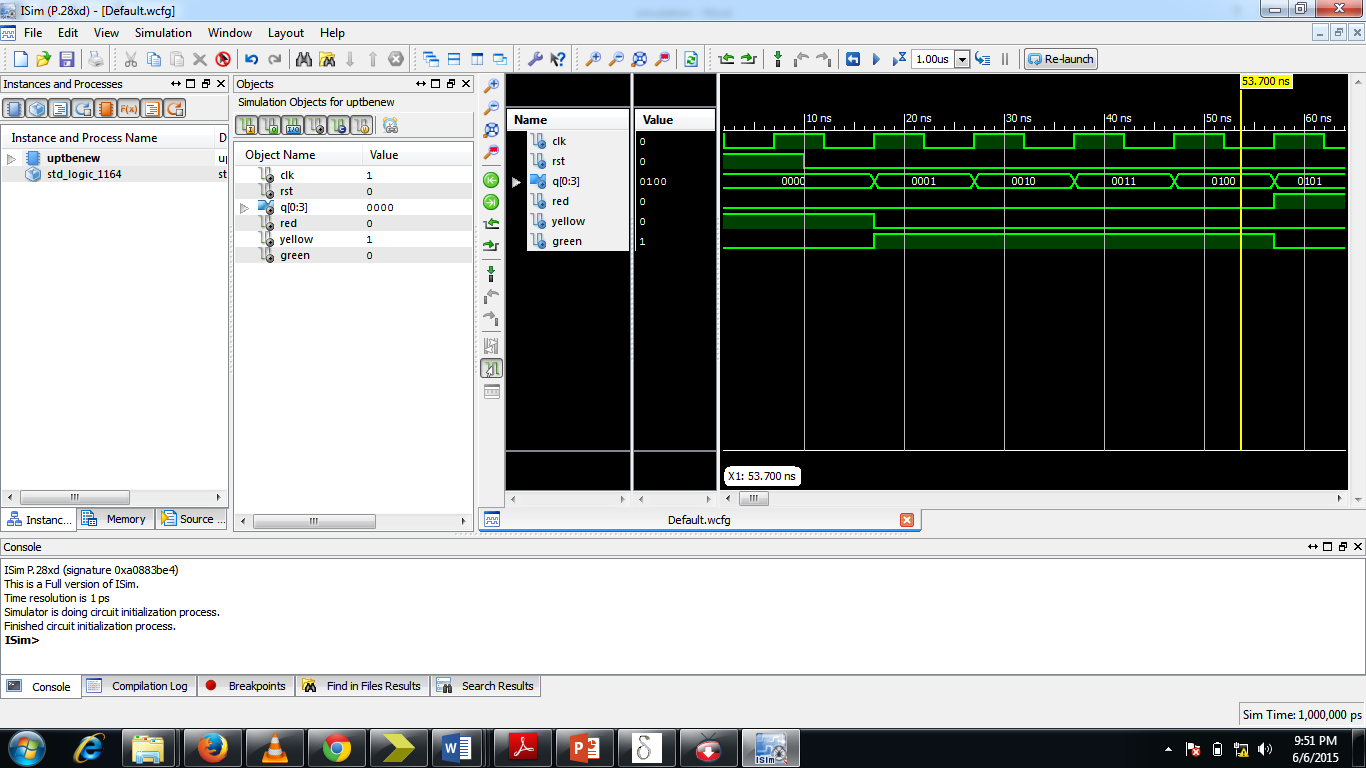 ISim (P.28xd) - [Default.wcfg]
File Edit View Simulation Window Layout Help
1.00us Re-launch
Instances and Processes
Instance and Process Name D
uptbenew
std_logic_1164 st
Instanc... Memory Source ...
Objects
Simulation Objects for uptbenew
Object Name Value
clk 1
rst 0
q[0:3] 0000
red 0
yellow 1
green 0
Name Value
clk 0
rst 0
q[0:3] 0100
red 0
yellow 0
green 1
53.700 ns
10 ns 20 ns 30 ns 40 ns 50 ns 60 ns
0000 0001 0010 0011 0100 0101
X1: 53.700 ns
Default.wcfg
Console
ISim P.28xd (signature 0xa0883be4)
This is a Full version of ISim.
Time resolution is 1 ps
Simulator is doing circuit initialization process.
Finished circuit initialization process.
ISim>
Console Compilation Log Breakpoints Find in Files Results Search Results
Sim Time: 1,000,000 ps
9:51 PM
6/6/2015